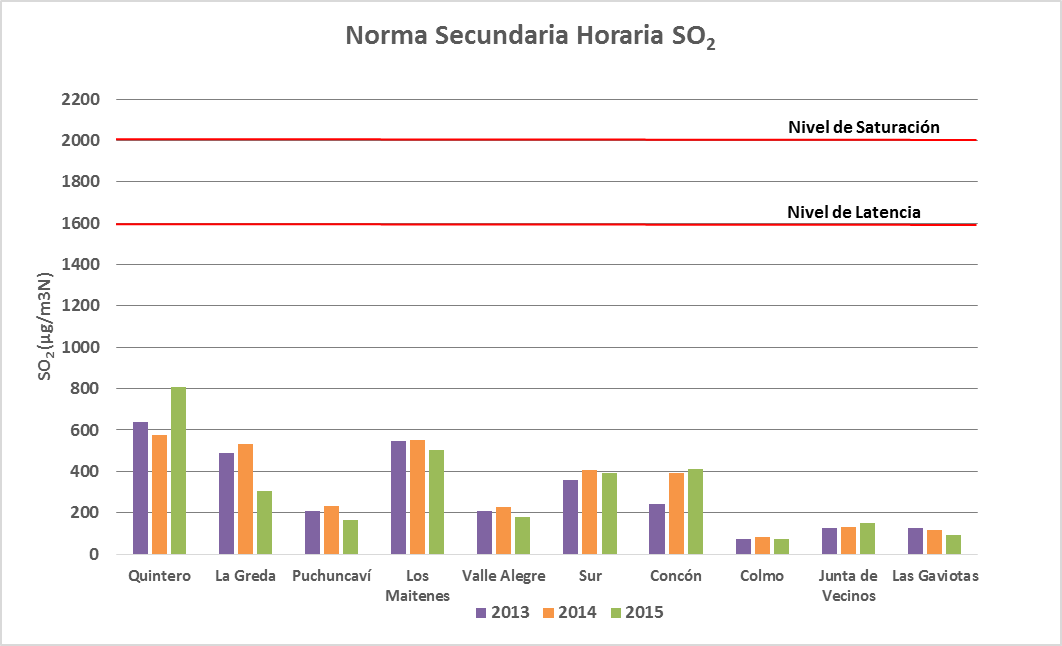 Norma Secundaria Horaria SO₂
2200
2000
1800
1600
1400
1200
1000
800
600
400
200
0
SO₂ (µg/m3N)
Nivel de Saturación
Nivel de Latencia
Quintero La Greda Puchuncaví Los Valle Alegre Sur Concón Colmo Junta de Las Gaviotas
Maitenes Vecinos
2013 2014 2015